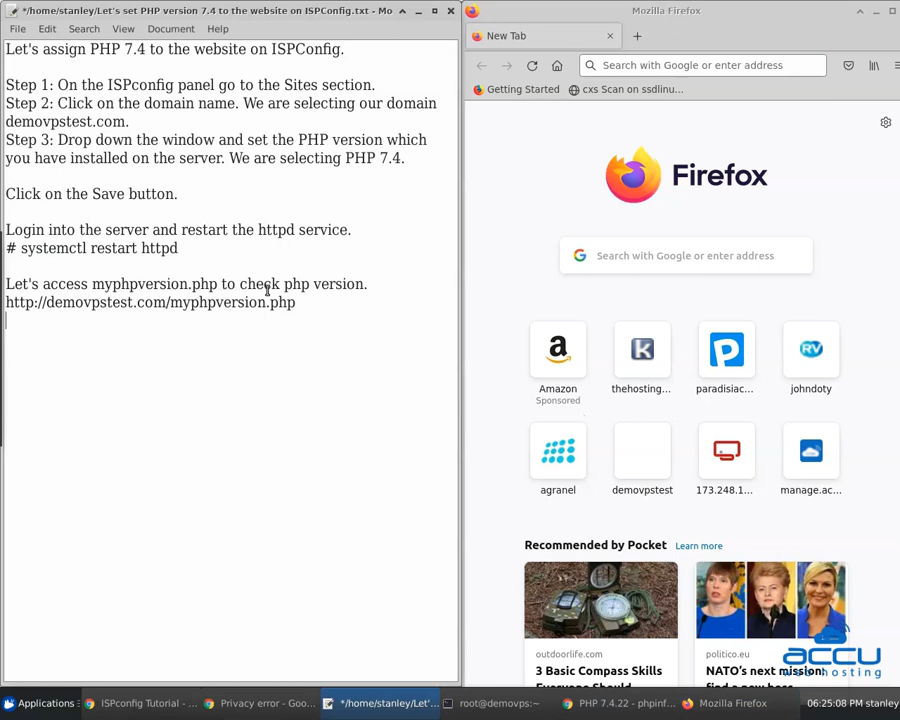 */home/stanley/Let's set PHP version 7.4 to the website on ISPConfig.txt - Mo
File Edit Search View Document Help
Let's assign PHP 7.4 to the website on ISPConfig.
Step 1: On the ISPconfig panel go to the Sites section.
Step 2: Click on the domain name. We are selecting our domain
demovpstest.com.
Step 3: Drop down the window and set the PHP version which
you have installed on the server. We are selecting PHP 7.4.
Click on the Save button.
Login into the server and restart the httpd service.
# systemctl restart httpd
Let's access myphpversion.php to check php version.
http://demovpstest.com/myphpversion.php
Mozilla Firefox
New Tab
Search with Google or enter address
Getting Started
cxs Scan on ssdlinu...
Firefox
Search with Google or enter address
Amazon
Sponsored
thehosting...
paradisiac...
johndoty
agranel
demovpstest
173.248.1...
manage.ac...
Recommended by Pocket Learn more
outdoorlife.com
3 Basic Compass Skills
politico.eu
NATO's next mission:
accu
web hosting
Applications
ISPconfig Tutorial - ...
Privacy error - Goo...
*/home/stanley/Let'...
root@demovps:~
PHP 7.4.22 - phpinf...
Mozilla Firefox
06:25:08 pm
stanley